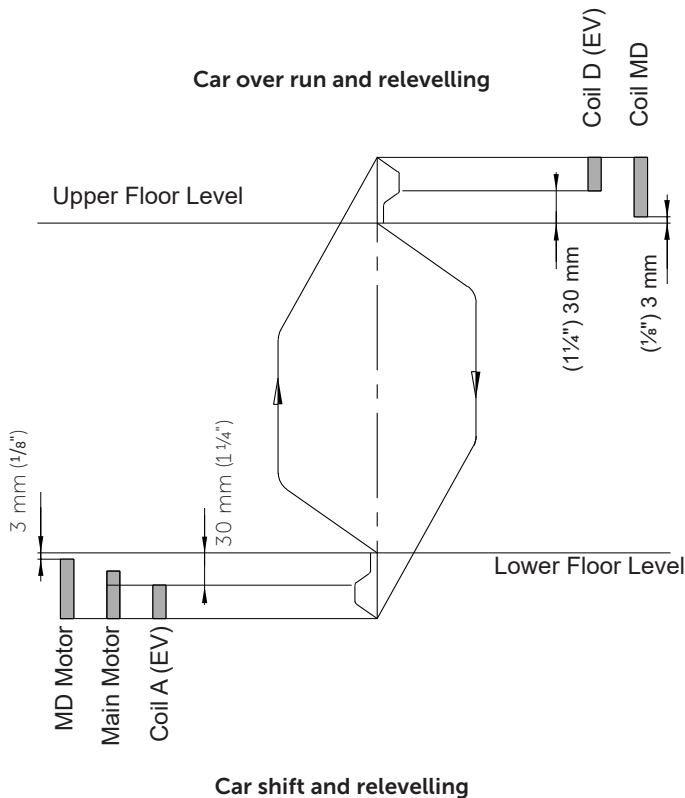 Car over run and relevelling
Coil D (EV)
Coil MD
Upper Floor Level
(1¼") 30 mm
(⅛") 3 mm
3 mm (1/8")
30 mm (1 1/4")
Lower Floor Level
MD Motor
Main Motor
Coil A (EV)
Car shift and relevelling